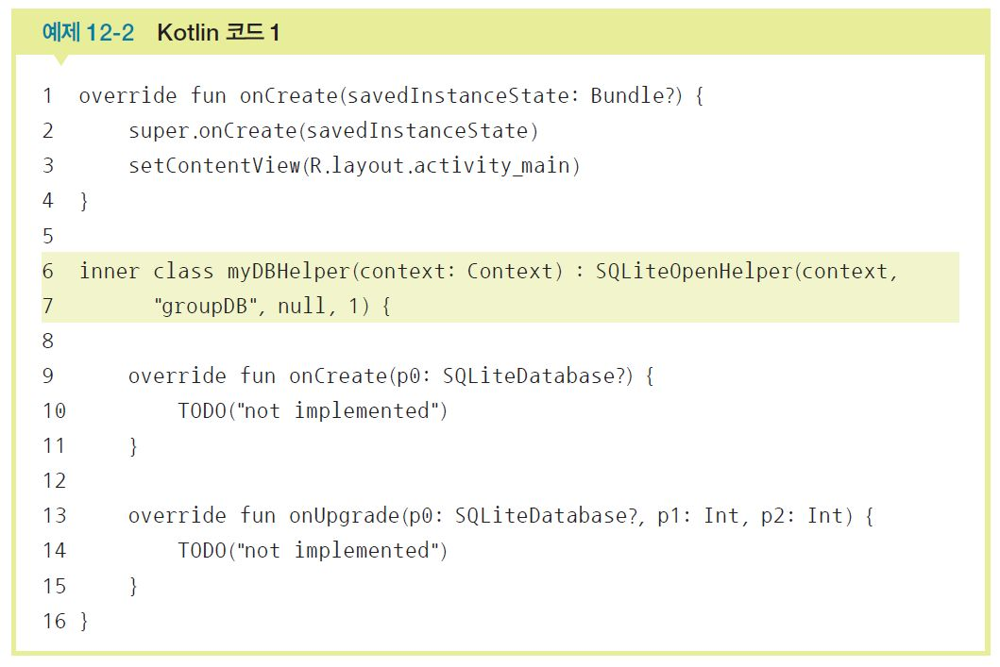 예제 12-2 Kotlin 코드 1
1 override fun onCreate(savedInstanceState: Bundle?) {
2 super.onCreate(savedInstanceState)
3 setContentView(R.layout.activity_main)
4 }
5
6 inner class myDBHelper(context: Context) : SQLiteOpenHelper(context,
7 "groupDB", null, 1) {
8
9 override fun onCreate(p0: SQLiteDatabase?) {
10 TODO("not implemented")
11 }
12
13 override fun onUpgrade(p0: SQLiteDatabase?, p1: Int, p2: Int) {
14 TODO("not implemented")
15 }
16 }